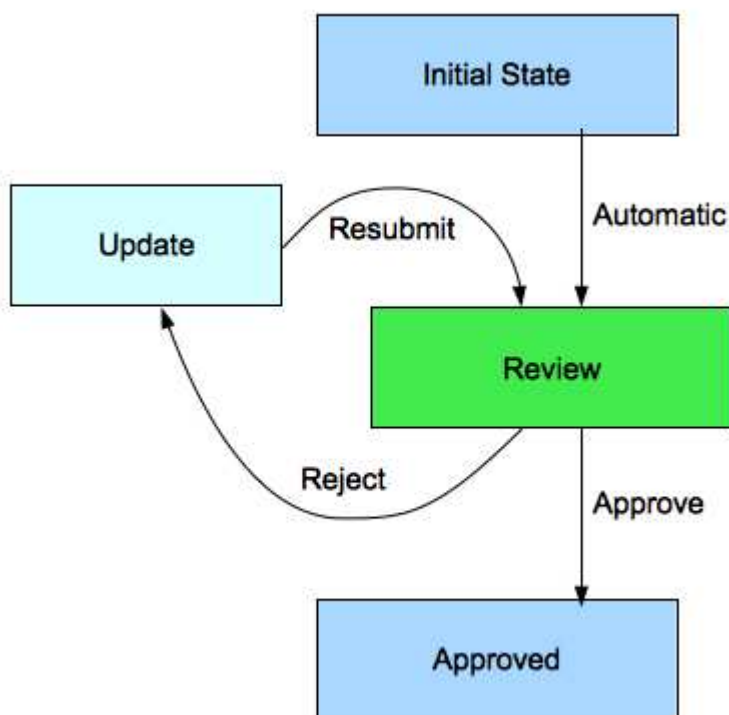 Initial State
Automatic
Update
Resubmit
Review
Reject
Approve
Approved